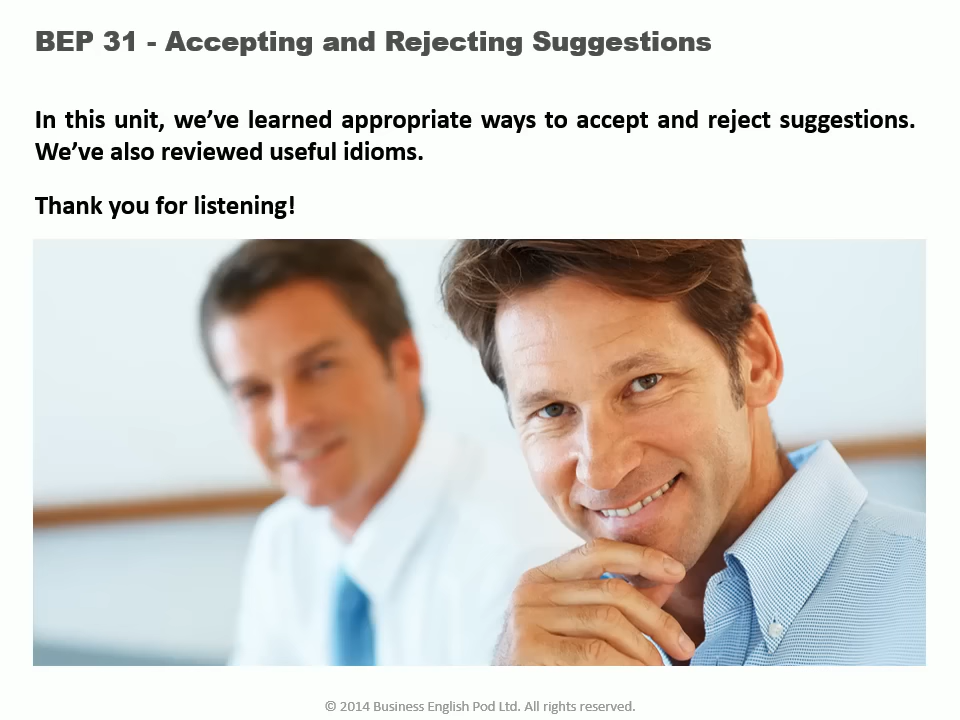 BEP 31 - Accepting and Rejecting Suggestions
In this unit, we’ve learned appropriate ways to accept and reject suggestions.
We’ve also reviewed useful idioms.
Thank you for listening!
© 2014 Business English Pod Ltd. All rights reserved.